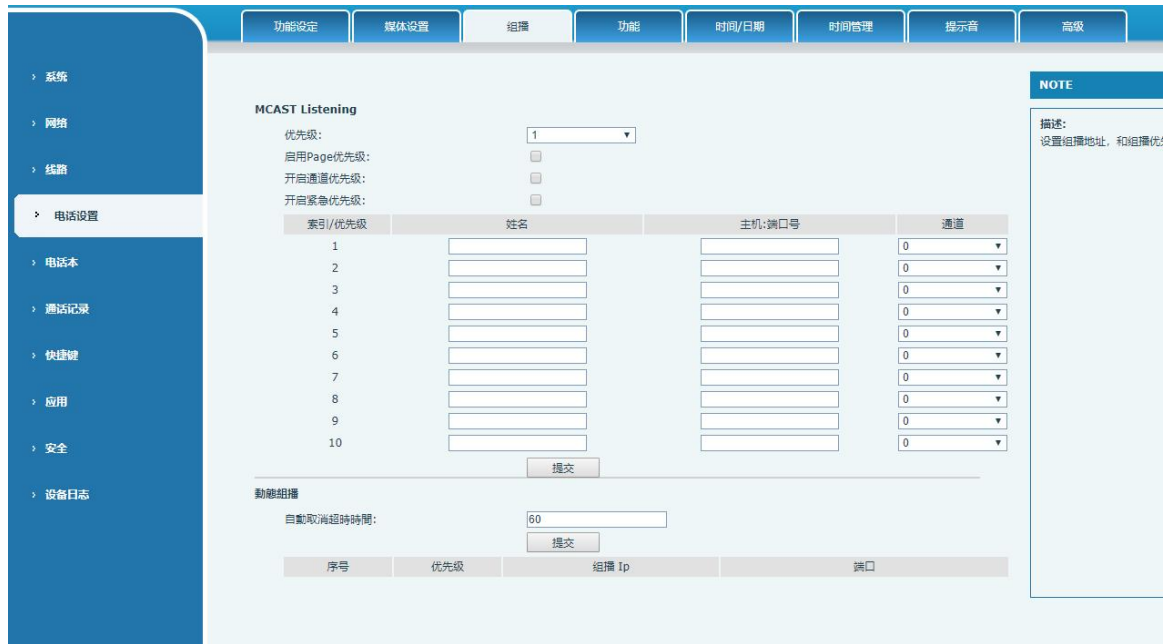 功能设定 媒体设置 组播 功能 时间/日期 时间管理 提示音 高级
系统
网络
线路
电话设置
电话本
通话记录
快捷键
应用
安全
设备日志
MCAST Listening
优先级: 1
启用Page优先级:
开启通道优先级:
开启紧急优先级:
索引/优先级 姓名 主机:端口号 通道
1 0
2 0
3 0
4 0
5 0
6 0
7 0
8 0
9 0
10 0
提交
動態組播
自動取消超時時間: 60
提交
序号 优先级 组播 Ip 端口
NOTE
描述:
设置组播地址，和组播优